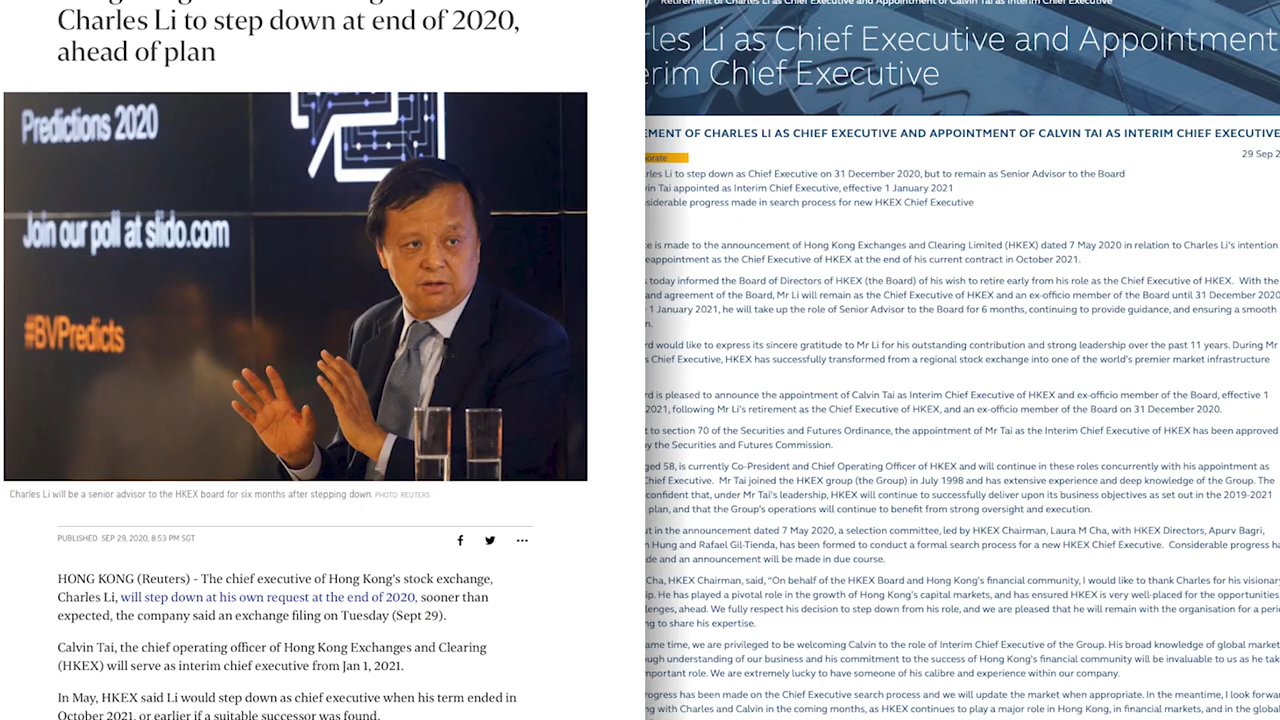 Charles Li to step down at end of 2020,
ahead of plan
Predictions 2020
Join our poll at slido.com
#BVPredicts
Charles Li will be a senior advisor to the HKEX board for six months after stepping down. PHOTO: REUTERS
PUBLISHED SEP 29, 2020, 8:53 PM SGT
HONG KONG (Reuters) - The chief executive of Hong Kong's stock exchange,
Charles Li, will step down at his own request at the end of 2020, sooner than
expected, the company said an exchange filing on Tuesday (Sept 29).
Calvin Tai, the chief operating officer of Hong Kong Exchanges and Clearing
(HKEX) will serve as interim chief executive from Jan 1, 2021.
In May, HKEX said Li would step down as chief executive when his term ended in
October 2021, or earlier if a suitable successor was found.
Retirement of Charles Li as Chief Executive and Appointment of Calvin Tai as Interim Chief Executive
rles Li as Chief Executive and Appointment
erim Chief Executive
EMENT OF CHARLES LI AS CHIEF EXECUTIVE AND APPOINTMENT OF CALVIN TAI AS INTERIM CHIEF EXECUTIVE
orate
29 Sep 2
rles Li to step down as Chief Executive on 31 December 2020, but to remain as Senior Advisor to the Board
vin Tai appointed as Interim Chief Executive, effective 1 January 2021
nsiderable progress made in search process for new HKEX Chief Executive
ce is made to the announcement of Hong Kong Exchanges and Clearing Limited (HKEX) dated 7 May 2020 in relation to Charles Li's intention
eappointment as the Chief Executive of HKEX at the end of his current contract in October 2021.
s today informed the Board of Directors of HKEX (the Board) of his wish to retire early from his role as the Chief Executive of HKEX. With the
and agreement of the Board, Mr Li will remain as the Chief Executive of HKEX and an ex-officio member of the Board until 31 December 2020
1 January 2021, he will take up the role of Senior Advisor to the Board for 6 months, continuing to provide guidance, and ensuring a smooth
n.
rd would like to express its sincere gratitude to Mr Li for his outstanding contribution and strong leadership over the past 11 years. During Mr
s Chief Executive, HKEX has successfully transformed from a regional stock exchange into one of the world's premier market infrastructure
rd is pleased to announce the appointment of Calvin Tai as Interim Chief Executive of HKEX and ex-officio member of the Board, effective 1
2021, following Mr Li's retirement as the Chief Executive of HKEX, and an ex-officio member of the Board on 31 December 2020.
t to section 70 of the Securities and Futures Ordinance, the appointment of Mr Tai as the Interim Chief Executive of HKEX has been approved
by the Securities and Futures Commission.
ged 58, is currently Co-President and Chief Operating Officer of HKEX and will continue in these roles concurrently with his appointment as
Chief Executive. Mr Tai joined the HKEX group (the Group) in July 1998 and has extensive experience and deep knowledge of the Group. The
confident that, under Mr Tai's leadership, HKEX will continue to successfully deliver upon its business objectives as set out in the 2019-2021
plan, and that the Group's operations will continue to benefit from strong oversight and execution.
ut in the announcement dated 7 May 2020, a selection committee, led by HKEX Chairman, Laura M Cha, with HKEX Directors, Apurv Bagri,
n Hung and Rafael Gil-Tienda, has been formed to conduct a formal search process for a new HKEX Chief Executive. Considerable progress ha
de and an announcement will be made in due course.
Cha, HKEX Chairman, said, "On behalf of the HKEX Board and Hong Kong's financial community, I would like to thank Charles for his visionary
ip. He has played a pivotal role in the growth of Hong Kong's capital markets, and has ensured HKEX is very well-placed for the opportunities,
lenges, ahead. We fully respect his decision to step down from his role, and we are pleased that he will remain with the organisation for a perio
ng to share his expertise.
ame time, we are privileged to be welcoming Calvin to the role of Interim Chief Executive of the Group. His broad knowledge of global market
ough understanding of our business and his commitment to the success of Hong Kong's financial community will be invaluable to us as he tak
mportant role. We are extremely lucky to have someone of his calibre and experience within our company.
rogress has been made on the Chief Executive search process and we will update the market when appropriate. In the meantime, I look forwar
ng with Charles and Calvin in the coming months, as HKEX continues to play a major role in Hong Kong, in financial markets, and in the global